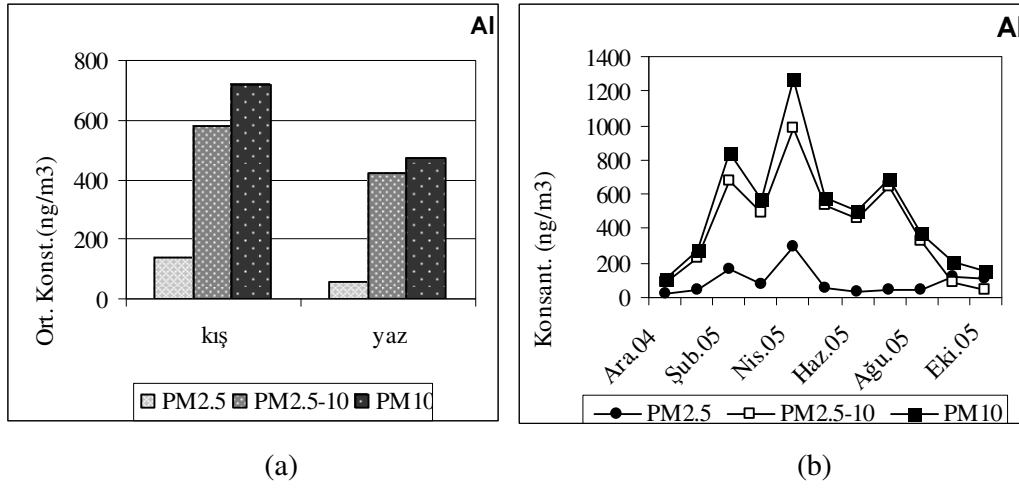 Al
Ort. Konst.(ng/m3)
800
600
400
200
0
kış
yaz
PM2.5 PM2.5-10 PM10
(a)
Al
Konsant. (ng/m3)
1400
1200
1000
800
600
400
200
0
Ara.04
Şub.05
Nis.05
Haz.05
Ağu.05
Eki.05
PM2.5 PM2.5-10 PM10
(b)